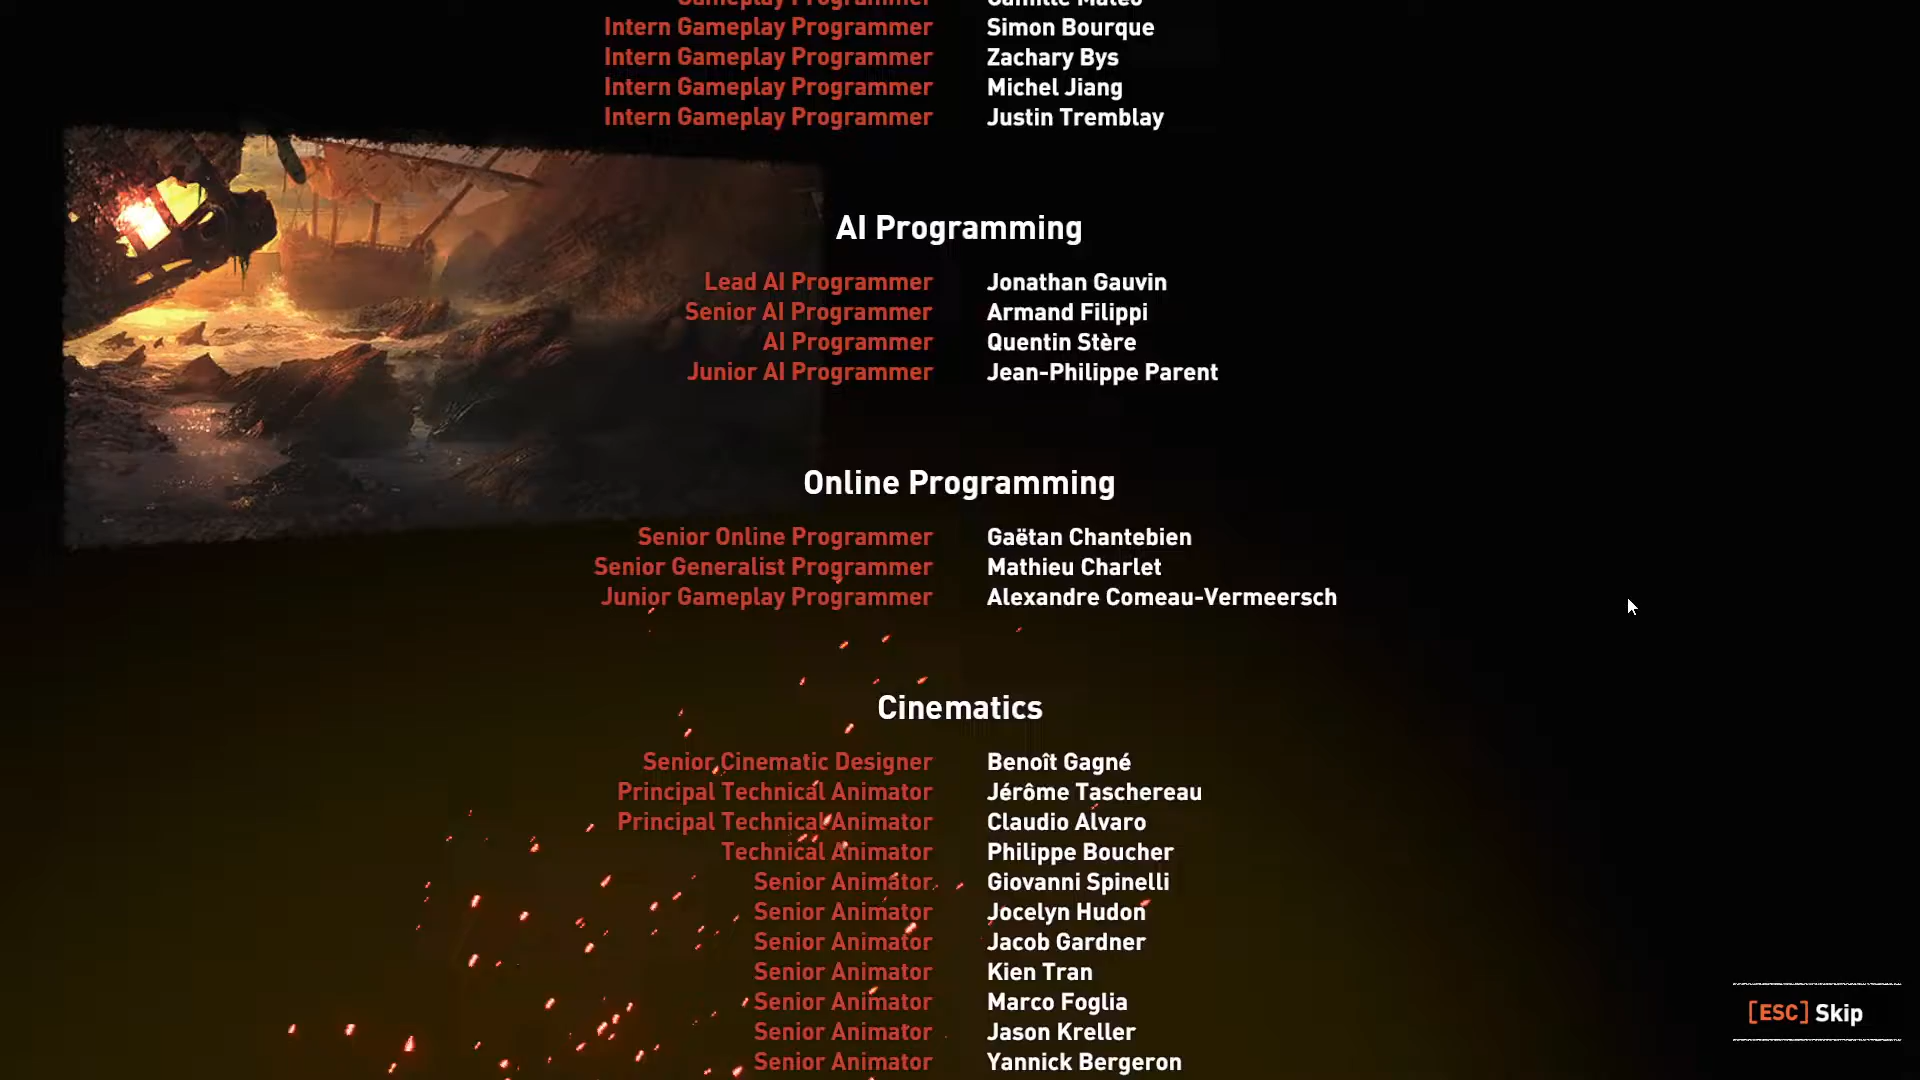 Gameplay Programmer Camille Mateo
Intern Gameplay Programmer Simon Bourque
Intern Gameplay Programmer Zachary Bys
Intern Gameplay Programmer Michel Jiang
Intern Gameplay Programmer Justin Tremblay
AI Programming
Lead AI Programmer Jonathan Gauvin
Senior AI Programmer Armand Filippi
AI Programmer Quentin Stère
Junior AI Programmer Jean-Philippe Parent
Online Programming
Senior Online Programmer Gaëtan Chantebien
Senior Generalist Programmer Mathieu Charlet
Junior Gameplay Programmer Alexandre Comeau-Vermeersch
Cinematics
Senior Cinematic Designer Benoît Gagné
Principal Technical Animator Jérôme Taschereau
Principal Technical Animator Claudio Alvaro
Technical Animator Philippe Boucher
Senior Animator Giovanni Spinelli
Senior Animator Jocelyn Hudon
Senior Animator Jacob Gardner
Senior Animator Kien Tran
Senior Animator Marco Foglia
Senior Animator Jason Kreller
Senior Animator Yannick Bergeron
[ESC] Skip